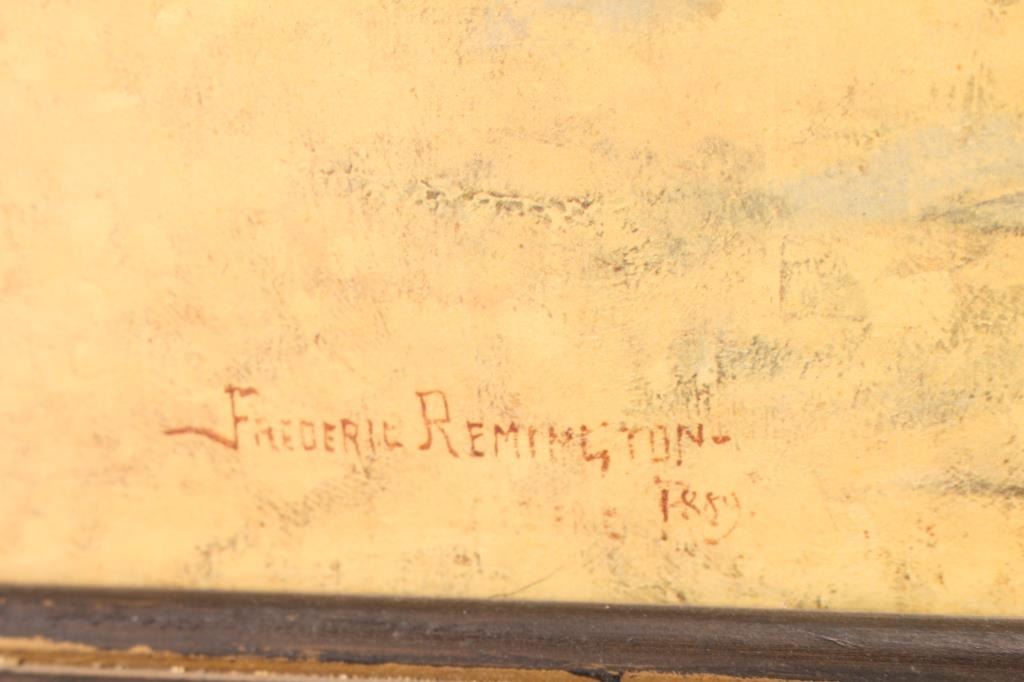 FREDERIC REMINGTON-
1889.